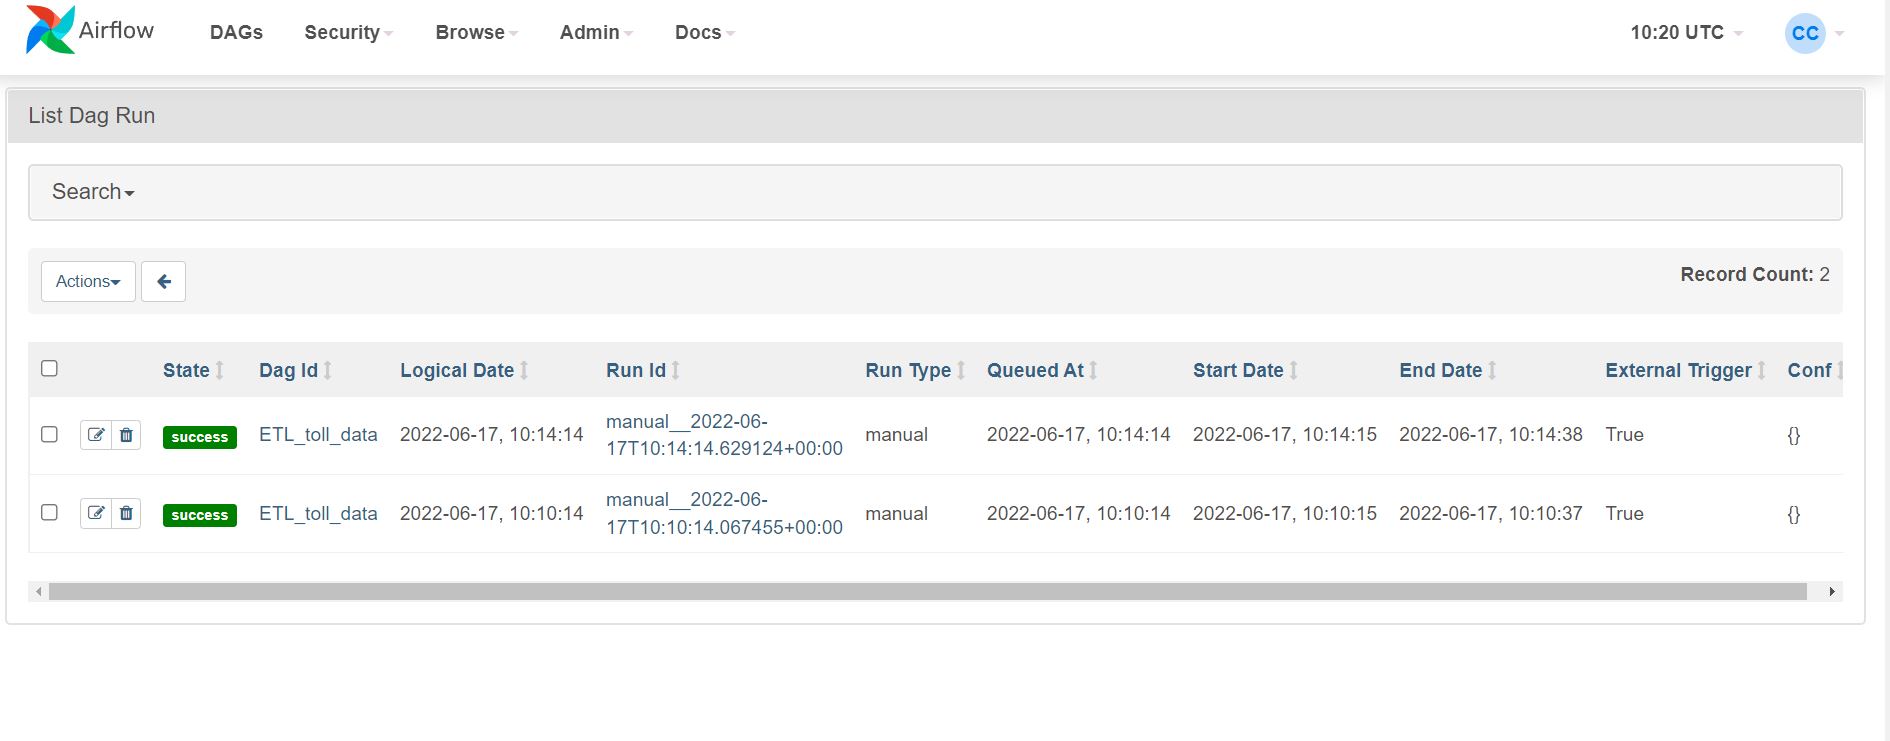 Airflow DAGs Security Browse Admin Docs 10:20 UTC CC
List Dag Run
Search
Actions Record Count: 2
State Dag Id Logical Date Run Id Run Type Queued At Start Date End Date External Trigger Conf
success ETL_toll_data 2022-06-17, 10:14:14 manual__2022-06- manual 2022-06-17, 10:14:14 2022-06-17, 10:14:15 2022-06-17, 10:14:38 True {}
17T10:14:14.629124+00:00
success ETL_toll_data 2022-06-17, 10:10:14 manual__2022-06- manual 2022-06-17, 10:10:14 2022-06-17, 10:10:15 2022-06-17, 10:10:37 True {}
17T10:10:14.067455+00:00